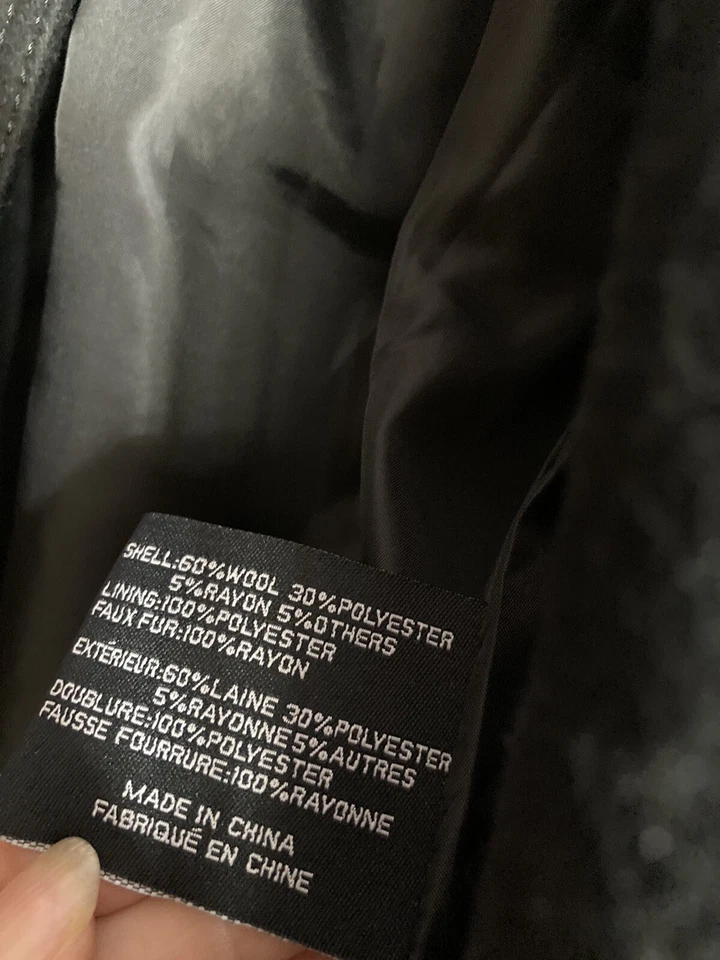 SHELL:60%WOOL 30%POLYESTER
5%RAYON 5%OTHERS
LINING:100%POLYESTER
FAUX FUR:100%RAYON
EXTÉRIEUR:60%LAINE 30%POLYESTER
5%RAYONNE 5%AUTRES
DOUBLURE:100%POLYESTER
FAUSSE FOURRURE:100%RAYONNE
MADE IN CHINA
FABRIQUÉ EN CHINE